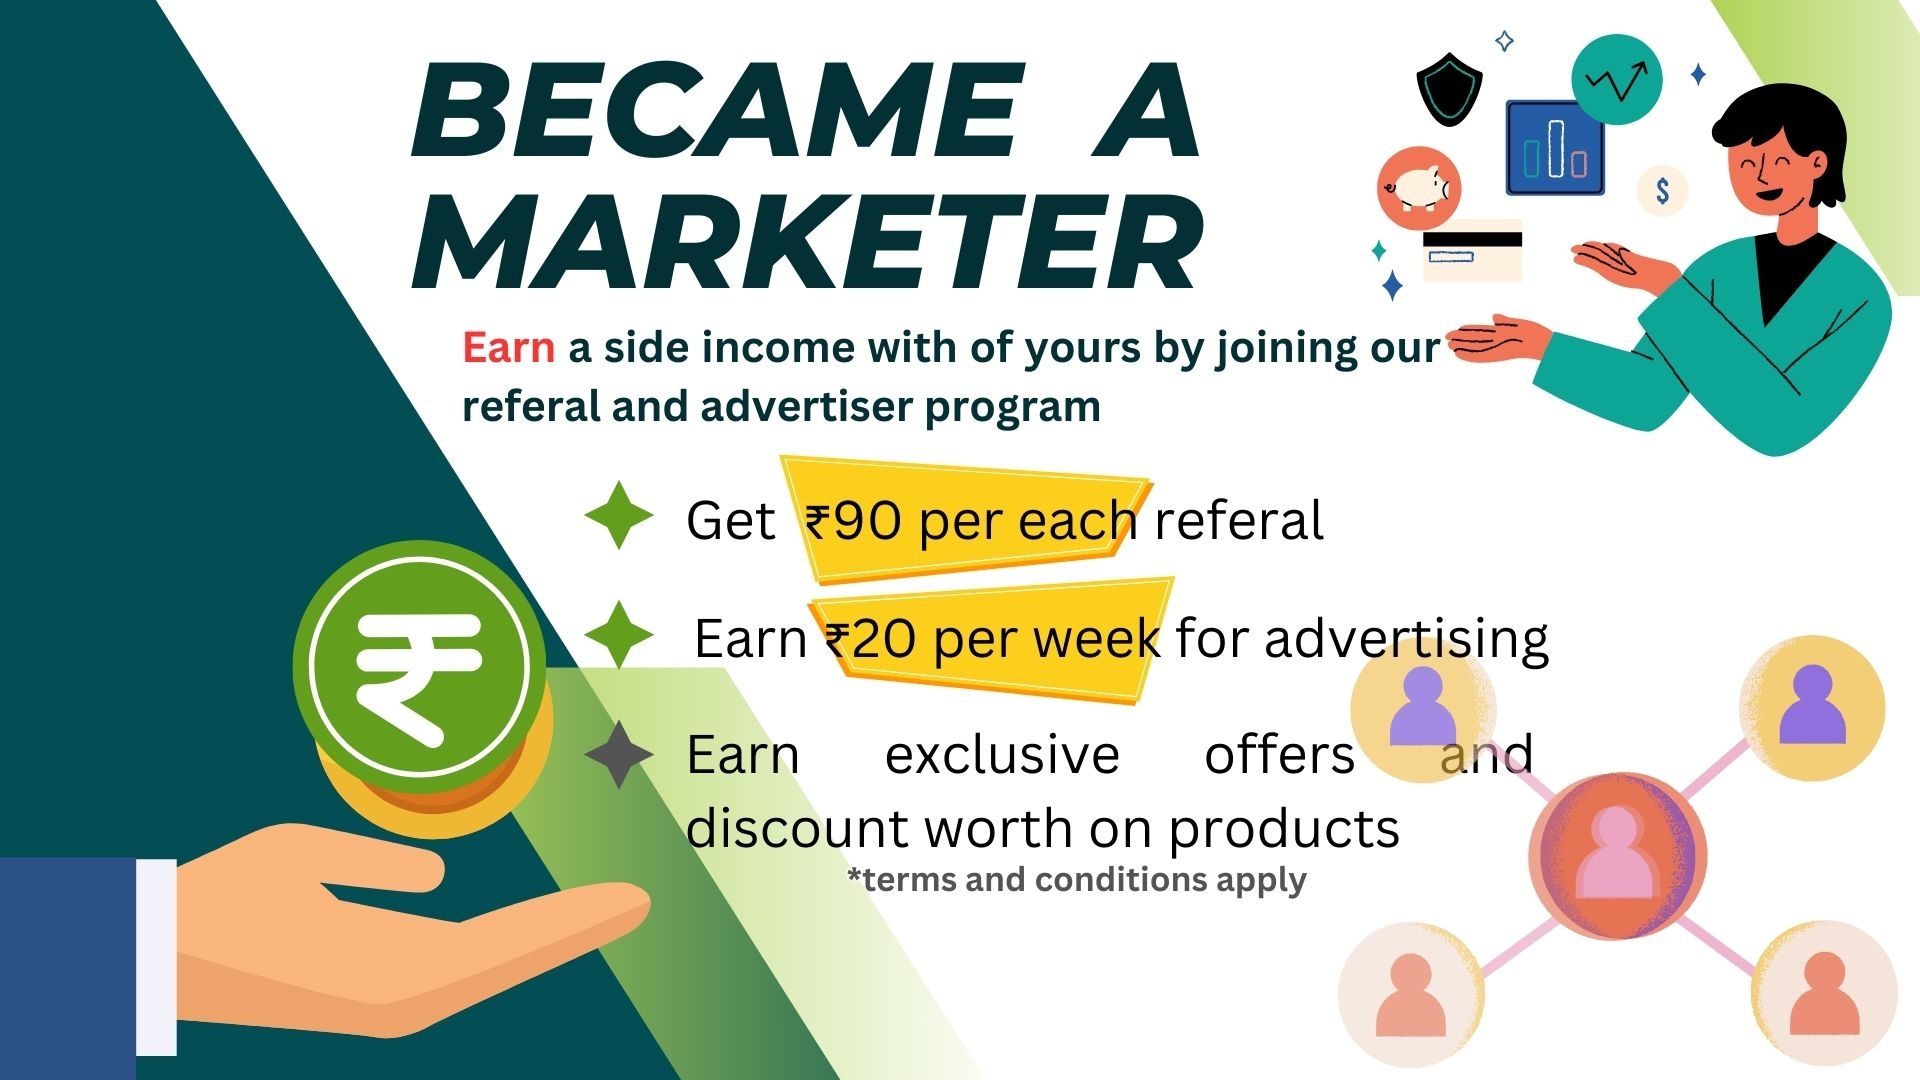 BECAME A
MARKETER
Earn a side income with of yours by joining our
referal and advertiser program
Get ₹90 per each referal
Earn ₹20 per week for advertising
Earn exclusive offers and
discount worth on products
*terms and conditions apply
$
₹